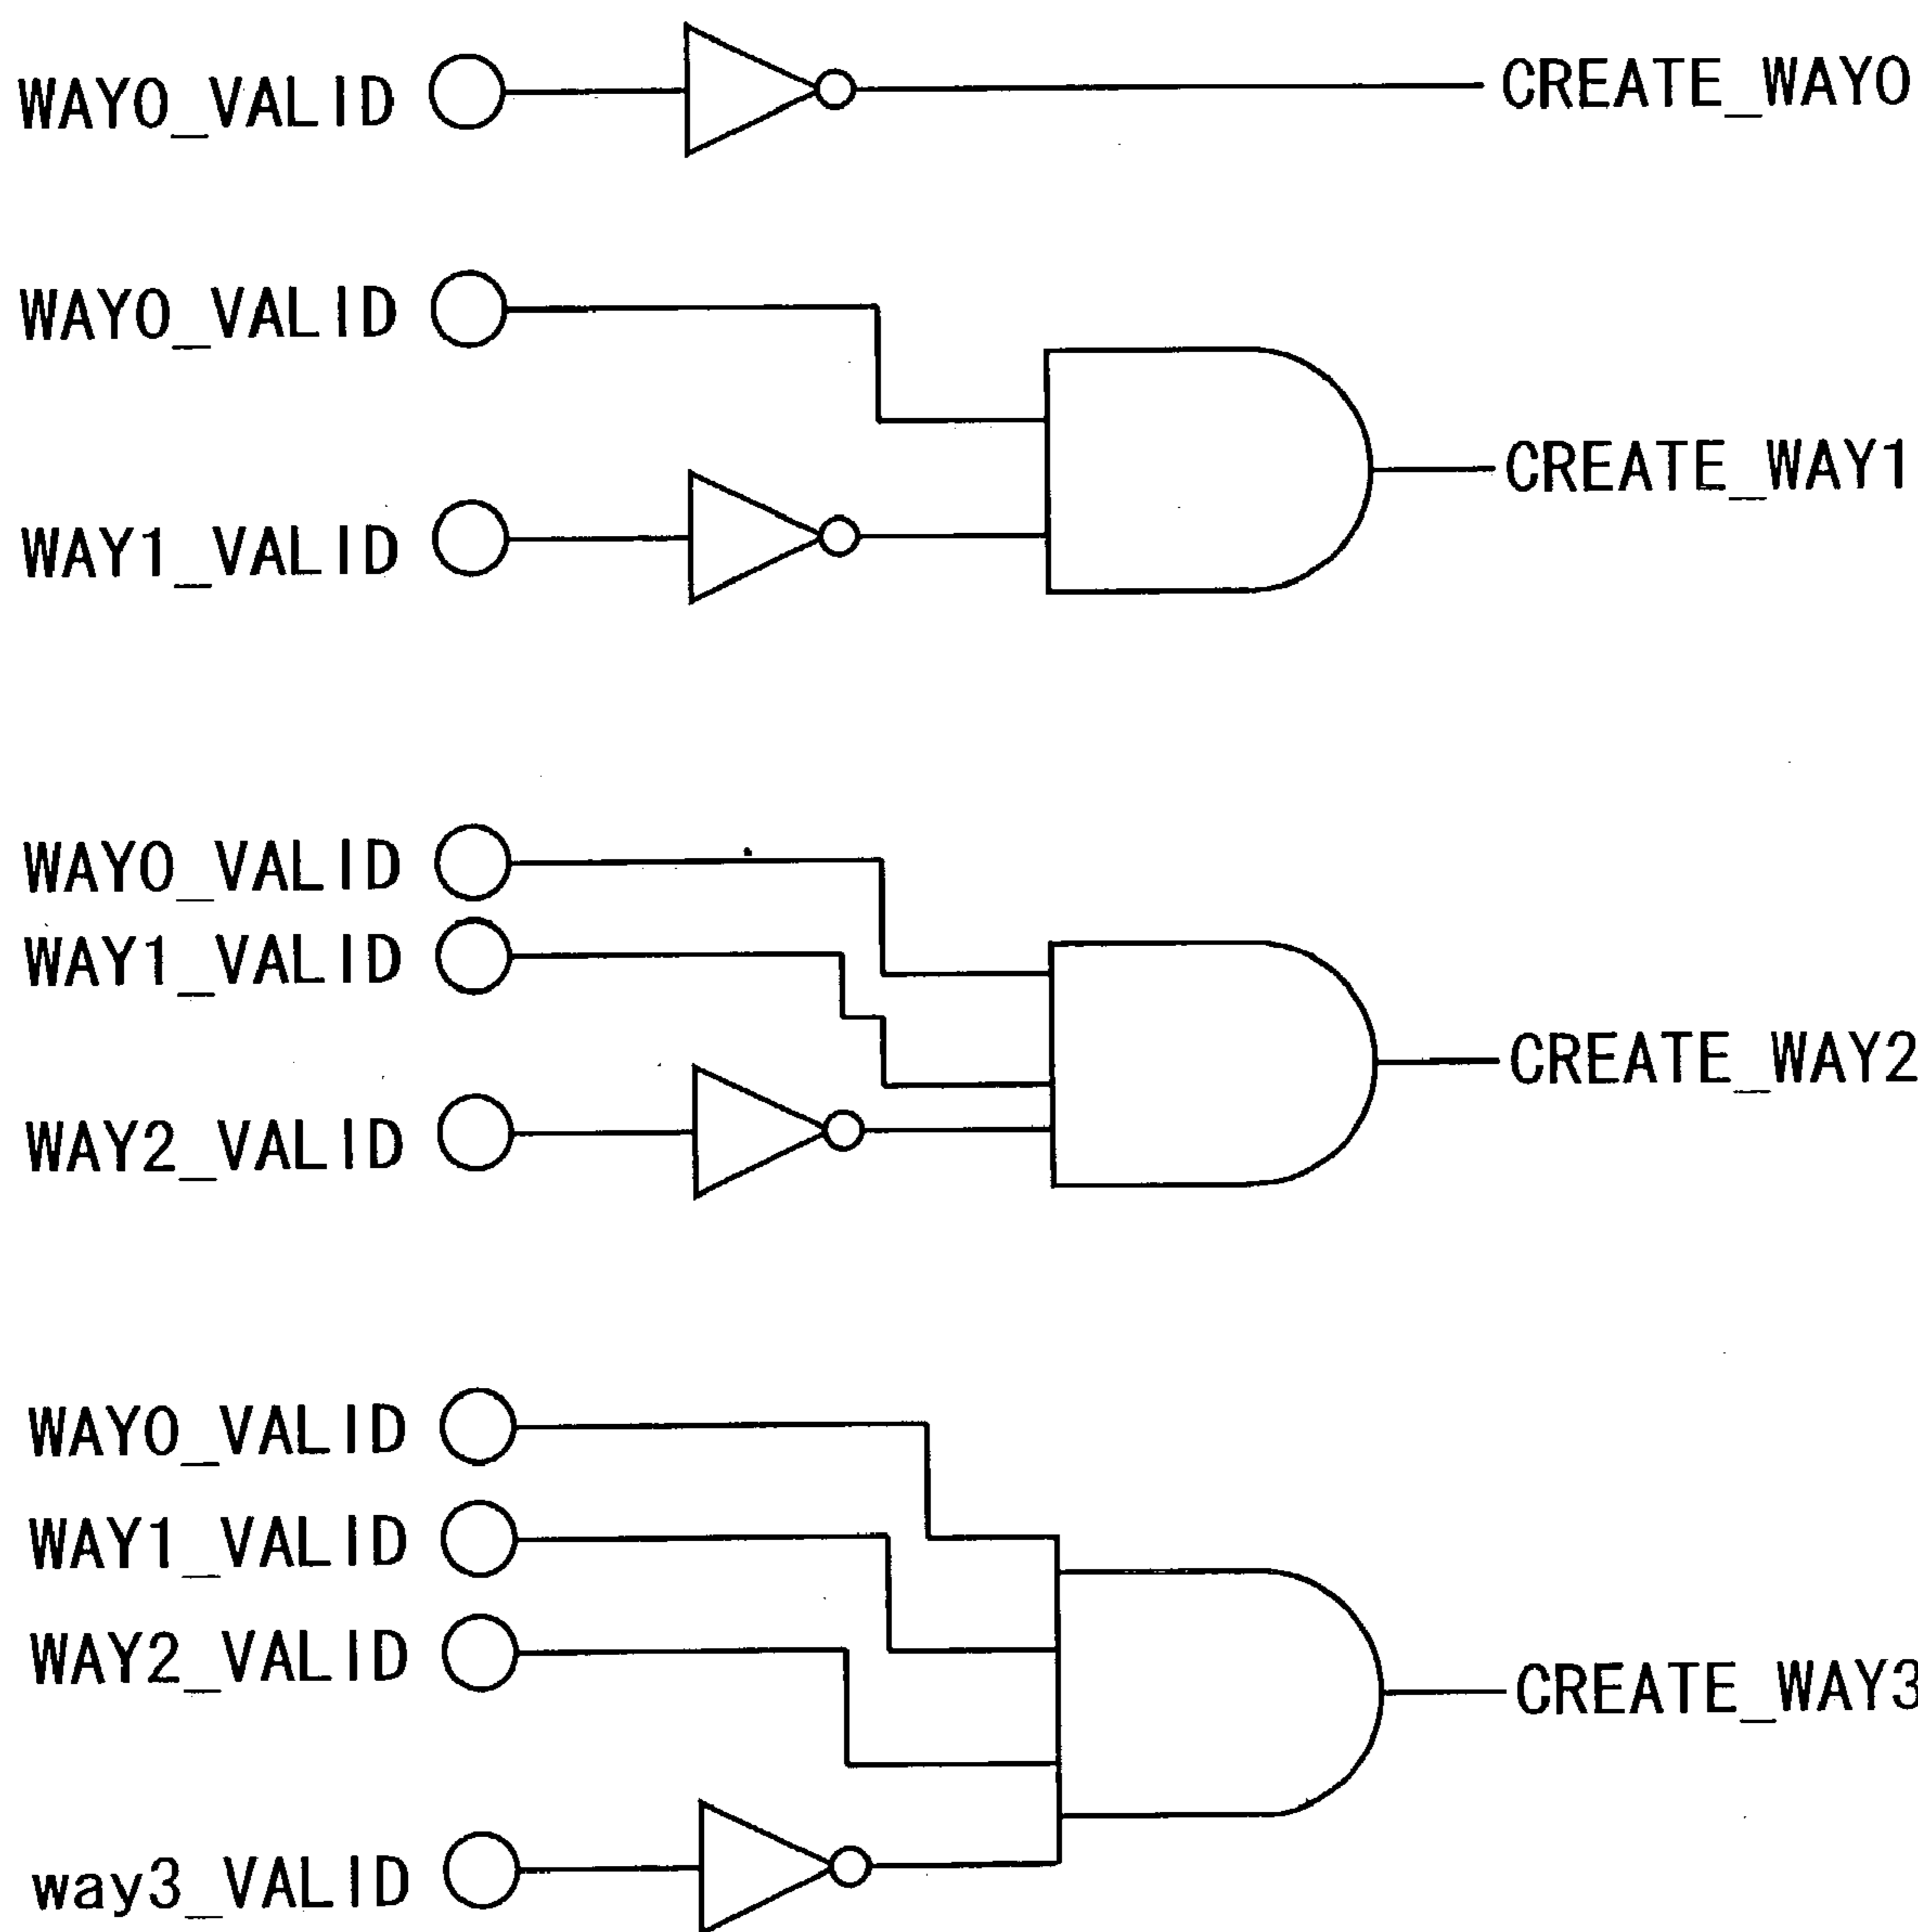 WAY0_VALID
CREATE_WAY0
WAY0_VALID
WAY1_VALID
CREATE_WAY1
WAY0_VALID
WAY1_VALID
WAY2_VALID
CREATE_WAY2
WAY0_VALID
WAY1_VALID
WAY2_VALID
way3_VALID
CREATE_WAY3